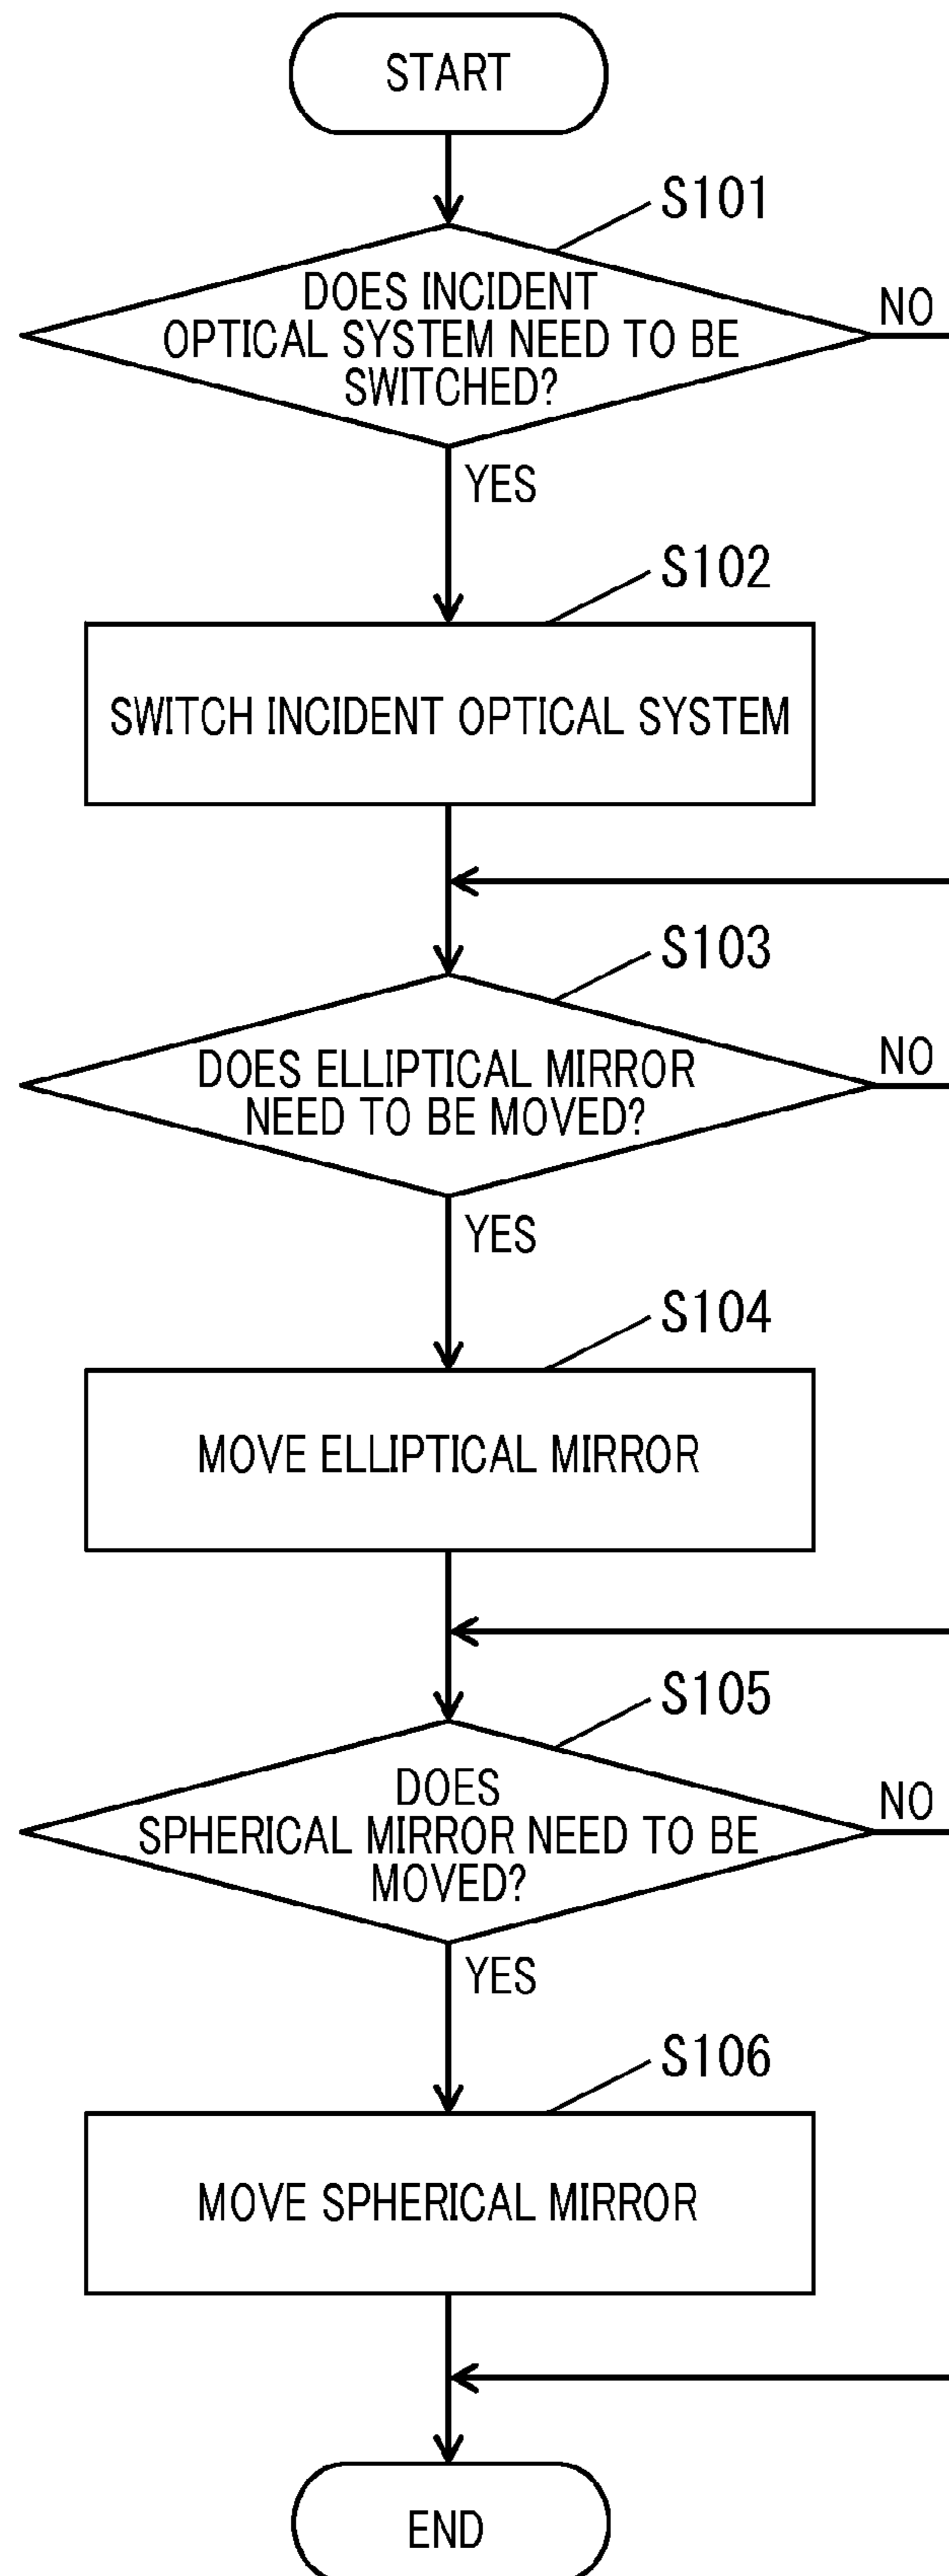 START
S101
DOES INCIDENT
OPTICAL SYSTEM NEED TO BE
SWITCHED?
NO
YES
S102
SWITCH INCIDENT OPTICAL SYSTEM
S103
DOES ELLIPTICAL MIRROR
NEED TO BE MOVED?
NO
YES
S104
MOVE ELLIPTICAL MIRROR
S105
DOES
SPHERICAL MIRROR NEED TO BE
MOVED?
NO
YES
S106
MOVE SPHERICAL MIRROR
END